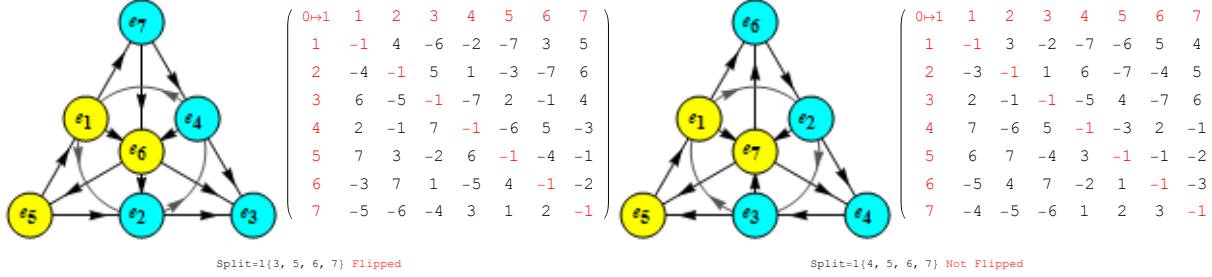 e7
e1
e4
e6
e5
e2
e3
0↦1 1 2 3 4 5 6 7
1 -1 4 -6 -2 -7 3 5
2 -4 -1 5 1 -3 -7 6
3 6 -5 -1 -7 2 -1 4
4 2 -1 7 -1 -6 5 -3
5 7 3 -2 6 -1 -4 -1
6 -3 7 1 -5 4 -1 -2
7 -5 -6 -4 3 1 2 -1
Split=1{3, 5, 6, 7} Flipped
e6
e1
e2
e7
e5
e3
e4
0↦1 1 2 3 4 5 6 7
1 -1 3 -2 -7 -6 5 4
2 -3 -1 1 6 -7 -4 5
3 2 -1 -1 -5 4 -7 6
4 7 -6 5 -1 -3 2 -1
5 6 7 -4 3 -1 -1 -2
6 -5 4 7 -2 1 -1 -3
7 -4 -5 -6 1 2 3 -1
Split=1{4, 5, 6, 7} Not Flipped